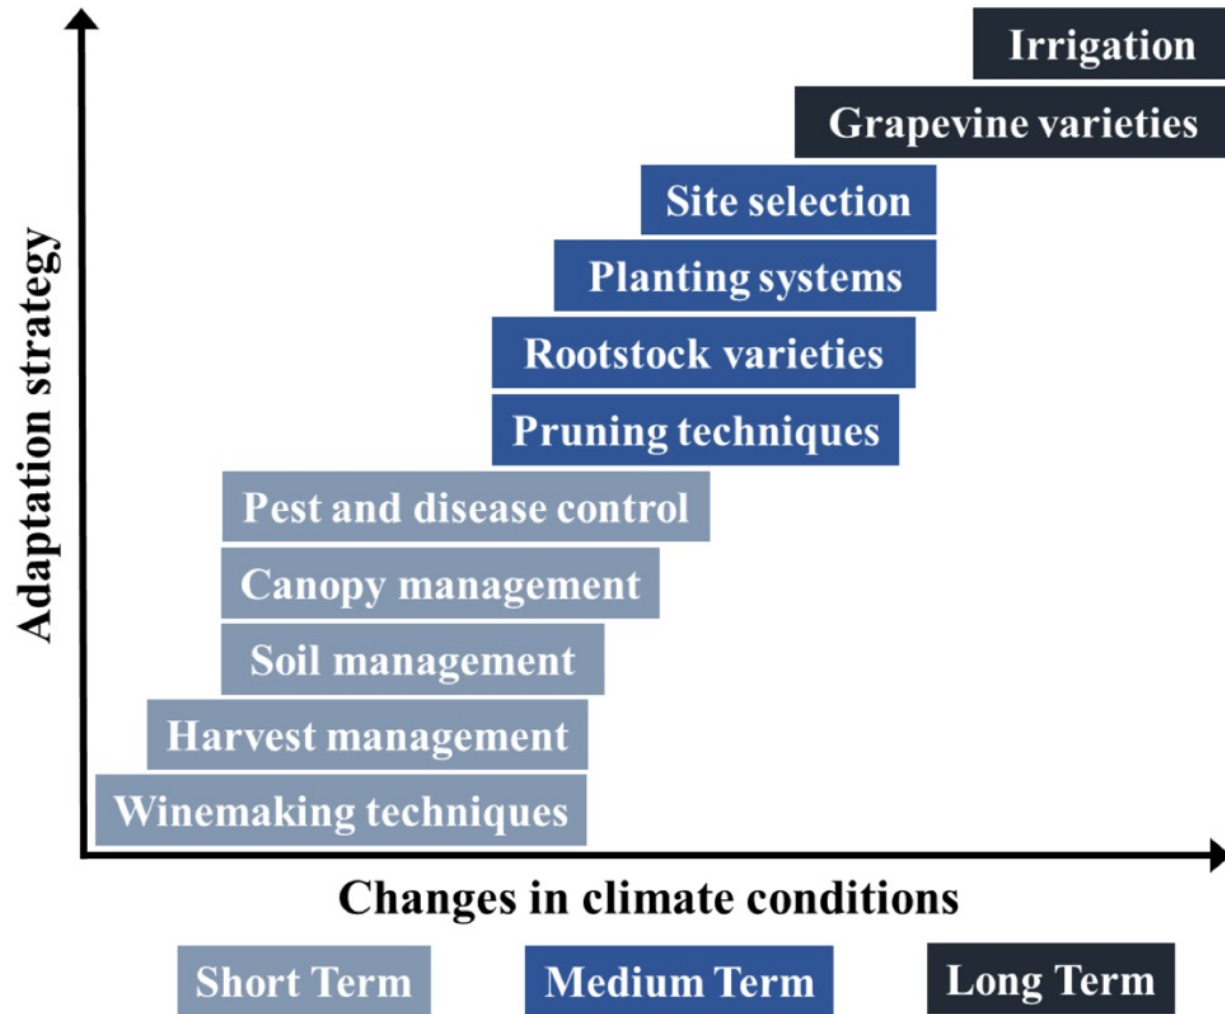 Irrigation
Grapevine varieties
Site selection
Planting systems
Rootstock varieties
Pruning techniques
Pest and disease control
Canopy management
Soil management
Harvest management
Winemaking techniques
Adaptation strategy
Changes in climate conditions
Short Term
Medium Term
Long Term